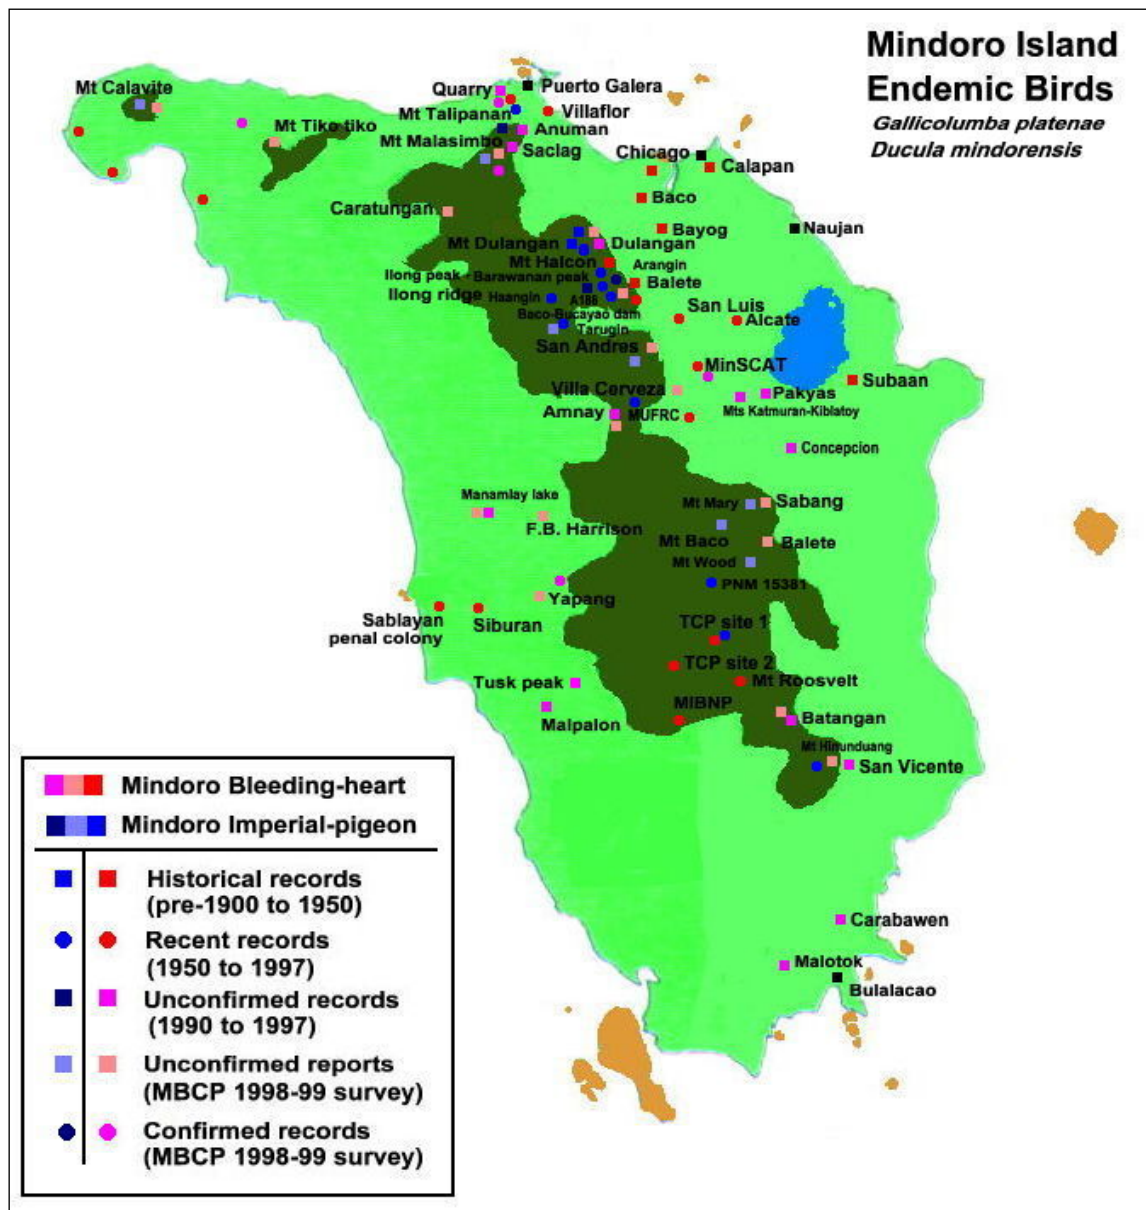 Mindoro Island
Endemic Birds
Gallicolumba platenae
Ducula mindorensis
Mt Calavite
Quarry
Puerto Galera
Mt Talipanan
Villaflor
Mt Tiko tiko
Anuman
Mt Malasimbo
Saclag
Chicago
Calapan
Caratungan
Baco
Bayog
Naujan
Mt Dulangan
Dulangan
Mt Halcon
Arangin
Ilong peak
Barawanan peak
Balete
Ilong ridge
Haangin
A188
Baco-Bucayao dam
San Luis
Alcate
Tarugin
San Andres
MinSCAT
Subaan
Villa Cerveza
Pakyas
Amnay
MUFRC
Mts Katmuran-Kiblatoy
Concepcion
Manamlay lake
F.B. Harrison
Mt Mary
Sabang
Mt Baco
Balete
Mt Wood
PNM 15381
Yapang
Sablayan
penal colony
Siburan
TCP site 1
TCP site 2
Tusk peak
Mt Roosvelt
Malpalon
MIBNP
Batangan
Mt Hinunduang
San Vicente
Mindoro Bleeding-heart
Mindoro Imperial-pigeon
Historical records
(pre-1900 to 1950)
Recent records
(1950 to 1997)
Unconfirmed records
(1990 to 1997)
Unconfirmed reports
(MBCP 1998-99 survey)
Confirmed records
(MBCP 1998-99 survey)
Carabawen
Malotok
Bulalacao